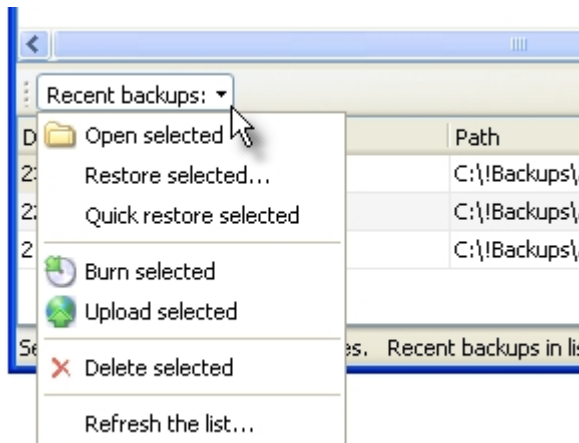 Recent backups:
Open selected
Path
Restore selected...
C:\!Backups\
Quick restore selected
C:\!Backups\
C:\!Backups\
Burn selected
Upload selected
es. Recent backups in lis
Delete selected
Refresh the list...